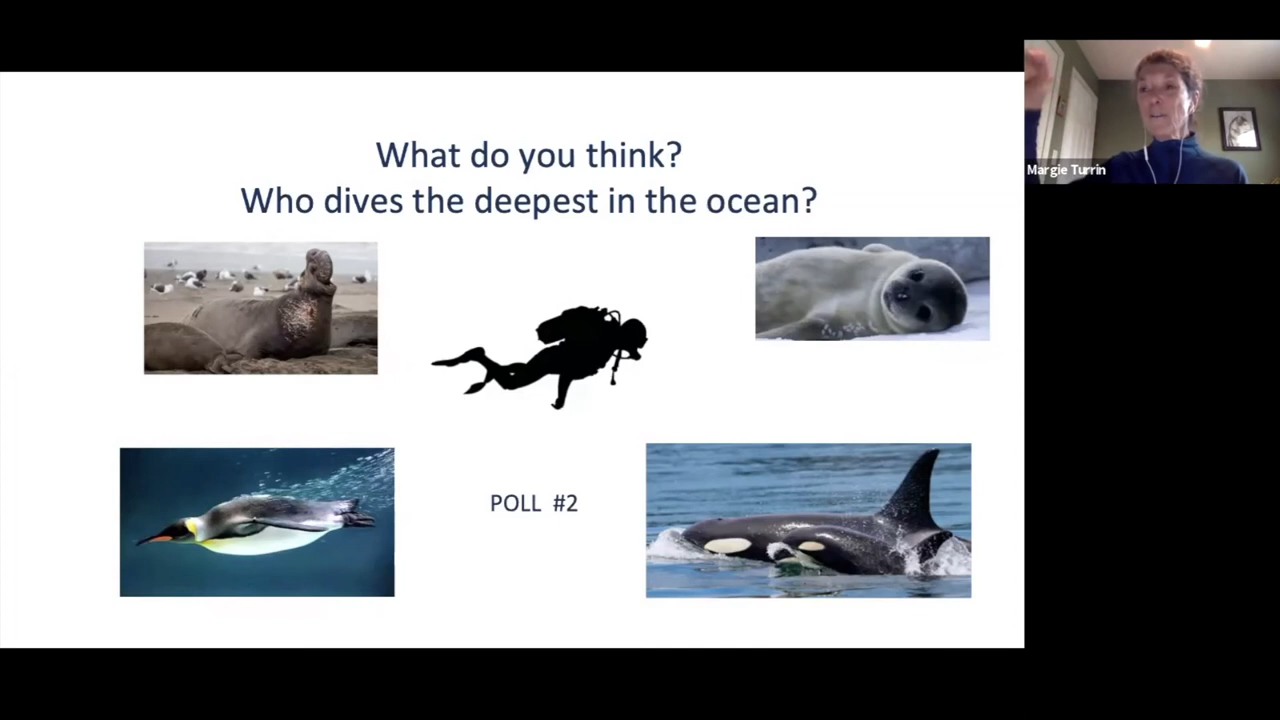 What do you think?
Who dives the deepest in the ocean?
POLL #2
Margie Turrin